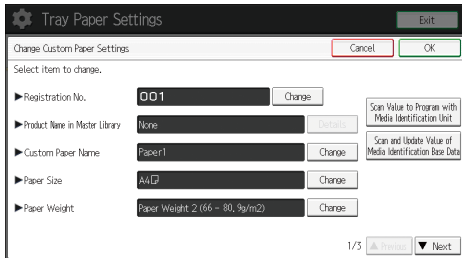 Tray Paper Settings
Exit
Change Custom Paper Settings
Cancel
OK
Select item to change.
►Registration No.
001
Change
Scan Value to Program with
Media Identification Unit
►Product Name in Master Library
None
Details
Scan and Update Value of
Media Identification Base Data
►Custom Paper Name
Paper1
Change
►Paper Size
A4
Change
►Paper Weight
Paper Weight 2 (66 - 80.9g/m2)
Change
1/3
▲ Previous
▼ Next